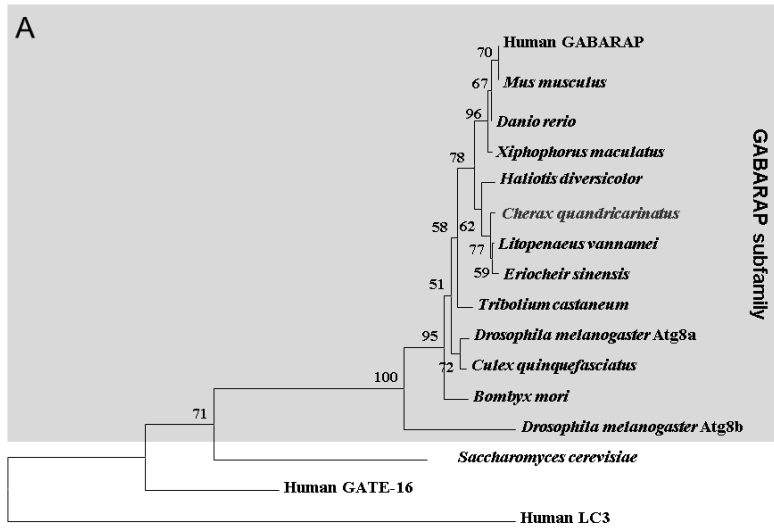 A
Human GABARAP
70
Mus musculus
67
96
Danio rerio
Xiphophorus maculatus
78
Haliotis diversicolor
Cherax quandricarinatus
58
62
Litopenaeus vannamei
77
59
Eriocheir sinensis
51
Tribolium castaneum
95
Drosophila melanogaster Atg8a
72
Culex quinquefasciatus
100
Bombyx mori
71
Drosophila melanogaster Atg8b
Saccharomyces cerevisiae
Human GATE-16
Human LC3
GABARAP subfamily